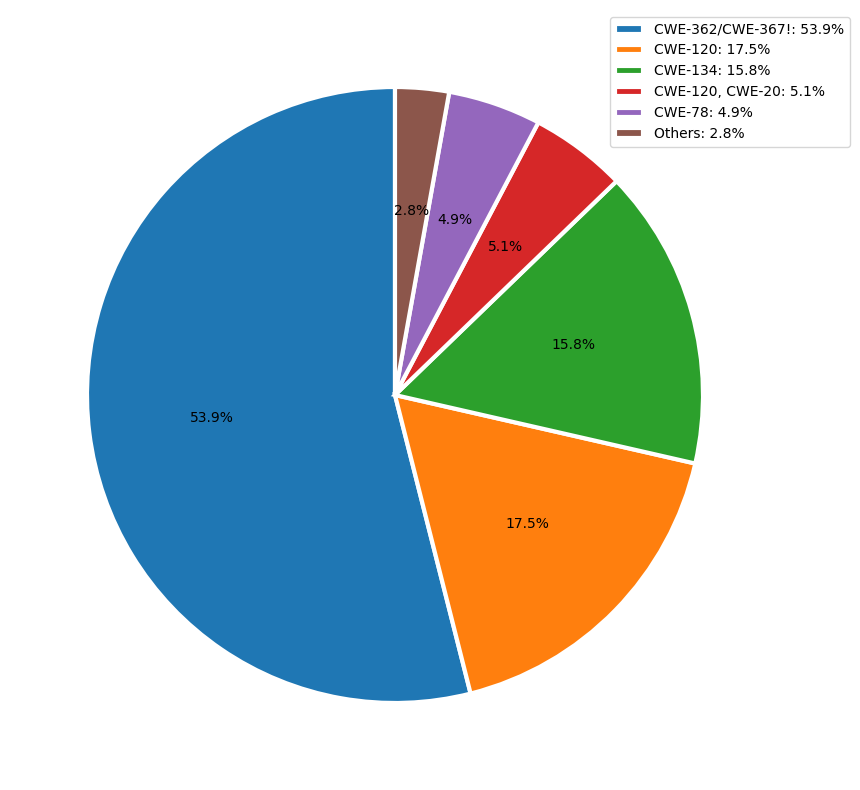 CWE-362/CWE-367!: 53.9%
CWE-120: 17.5%
CWE-134: 15.8%
CWE-120, CWE-20: 5.1%
CWE-78: 4.9%
Others: 2.8%
2.8%
4.9%
5.1%
15.8%
53.9%
17.5%